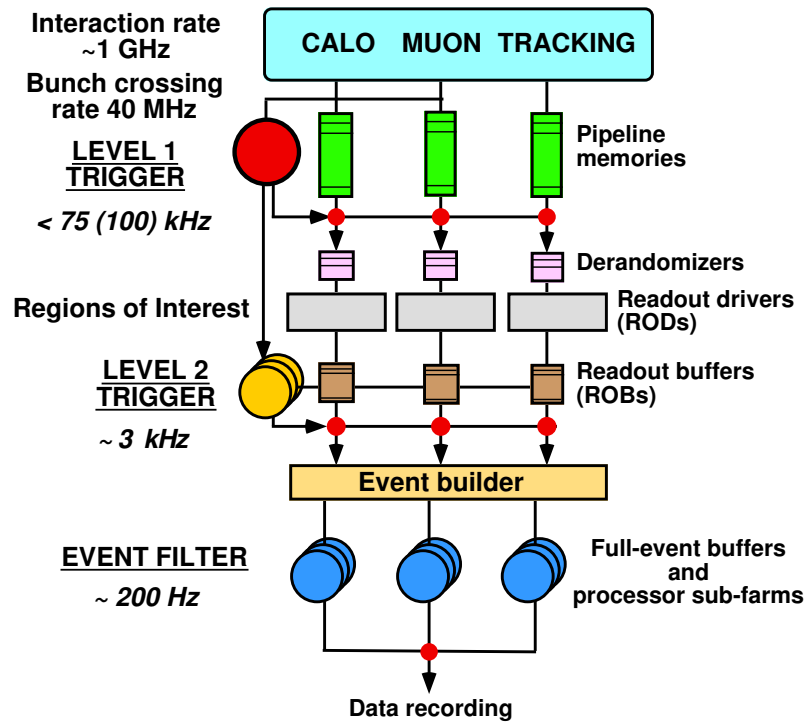 Interaction rate
~1 GHz
CALO MUON TRACKING
Bunch crossing
rate 40 MHz
LEVEL 1
TRIGGER
< 75 (100) kHz
Pipeline
memories
Derandomizers
Regions of Interest
Readout drivers
(RODs)
LEVEL 2
TRIGGER
~ 3 kHz
Readout buffers
(ROBs)
Event builder
EVENT FILTER
~ 200 Hz
Full-event buffers
and
processor sub-farms
Data recording